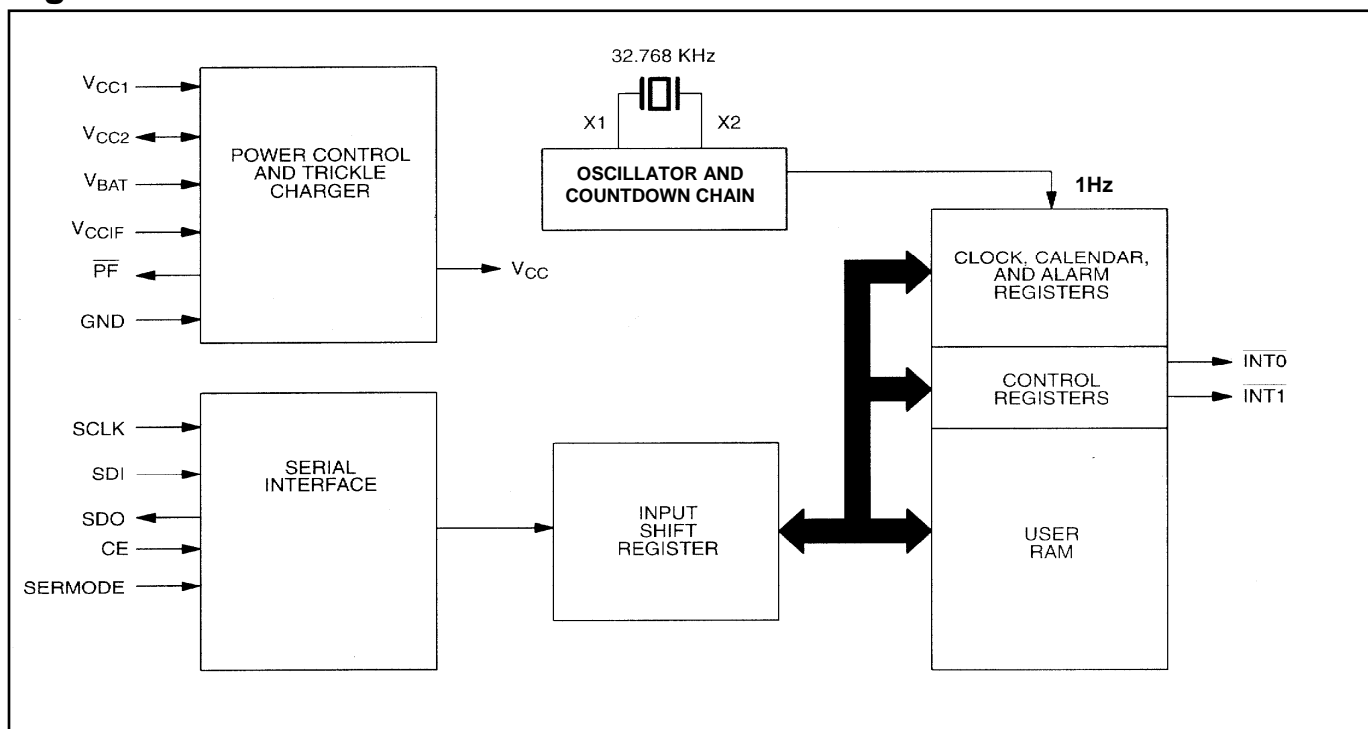 32.768 KHz
X1
X2
OSCILLATOR AND
COUNTDOWN CHAIN
1Hz
VCC1
VCC2
VBAT
VCCIF
PF
GND
POWER CONTROL
AND TRICKLE
CHARGER
VCC
CLOCK, CALENDAR,
AND ALARM
REGISTERS
CONTROL
REGISTERS
INT0
INT1
USER
RAM
SCLK
SDI
SDO
CE
SERMODE
SERIAL
INTERFACE
INPUT
SHIFT
REGISTER